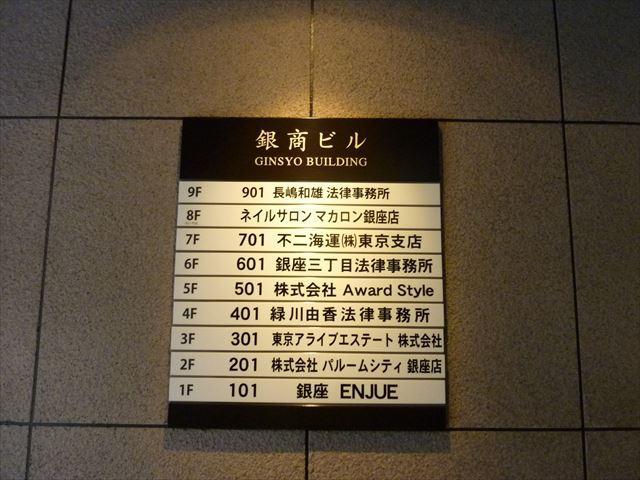 銀商ビル
GINSYO BUILDING
9F 901 長嶋和雄 法律事務所
8F ネイルサロン マカロン銀座店
7F 701 不二海運㈱東京支店
6F 601 銀座三丁目法律事務所
5F 501 株式会社 Award Style
4F 401 緑川由香法律事務所
3F 301 東京アライブエステート 株式会社
2F 201 株式会社 パルームシティ 銀座店
1F 101 銀座 ENJUE